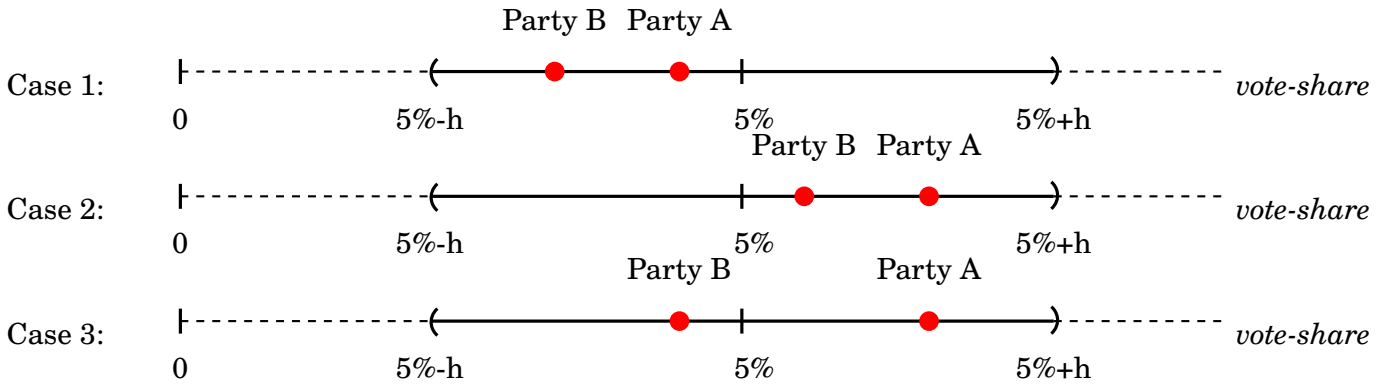 Party B Party A
Case 1:
vote-share
0 5%-h 5% 5%+h
Party B Party A
Case 2:
vote-share
0 5%-h 5% 5%+h
Party B Party A
Case 3:
vote-share
0 5%-h 5% 5%+h